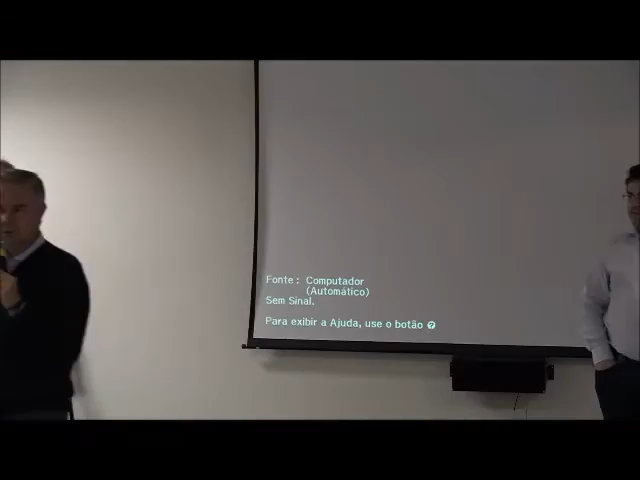 Fonte : Computador
(Automático)
Sem Sinal.
Para exibir a Ajuda, use o botão ?